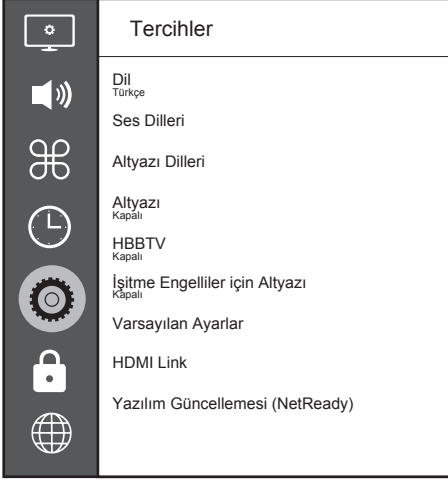 Tercihler
Dil
Türkçe
Ses Dilleri
Altyazı Dilleri
Altyazı
Kapalı
HBBTV
Kapalı
İşitme Engelliler için Altyazı
Kapalı
Varsayılan Ayarlar
HDMI Link
Yazılım Güncellemesi (NetReady)